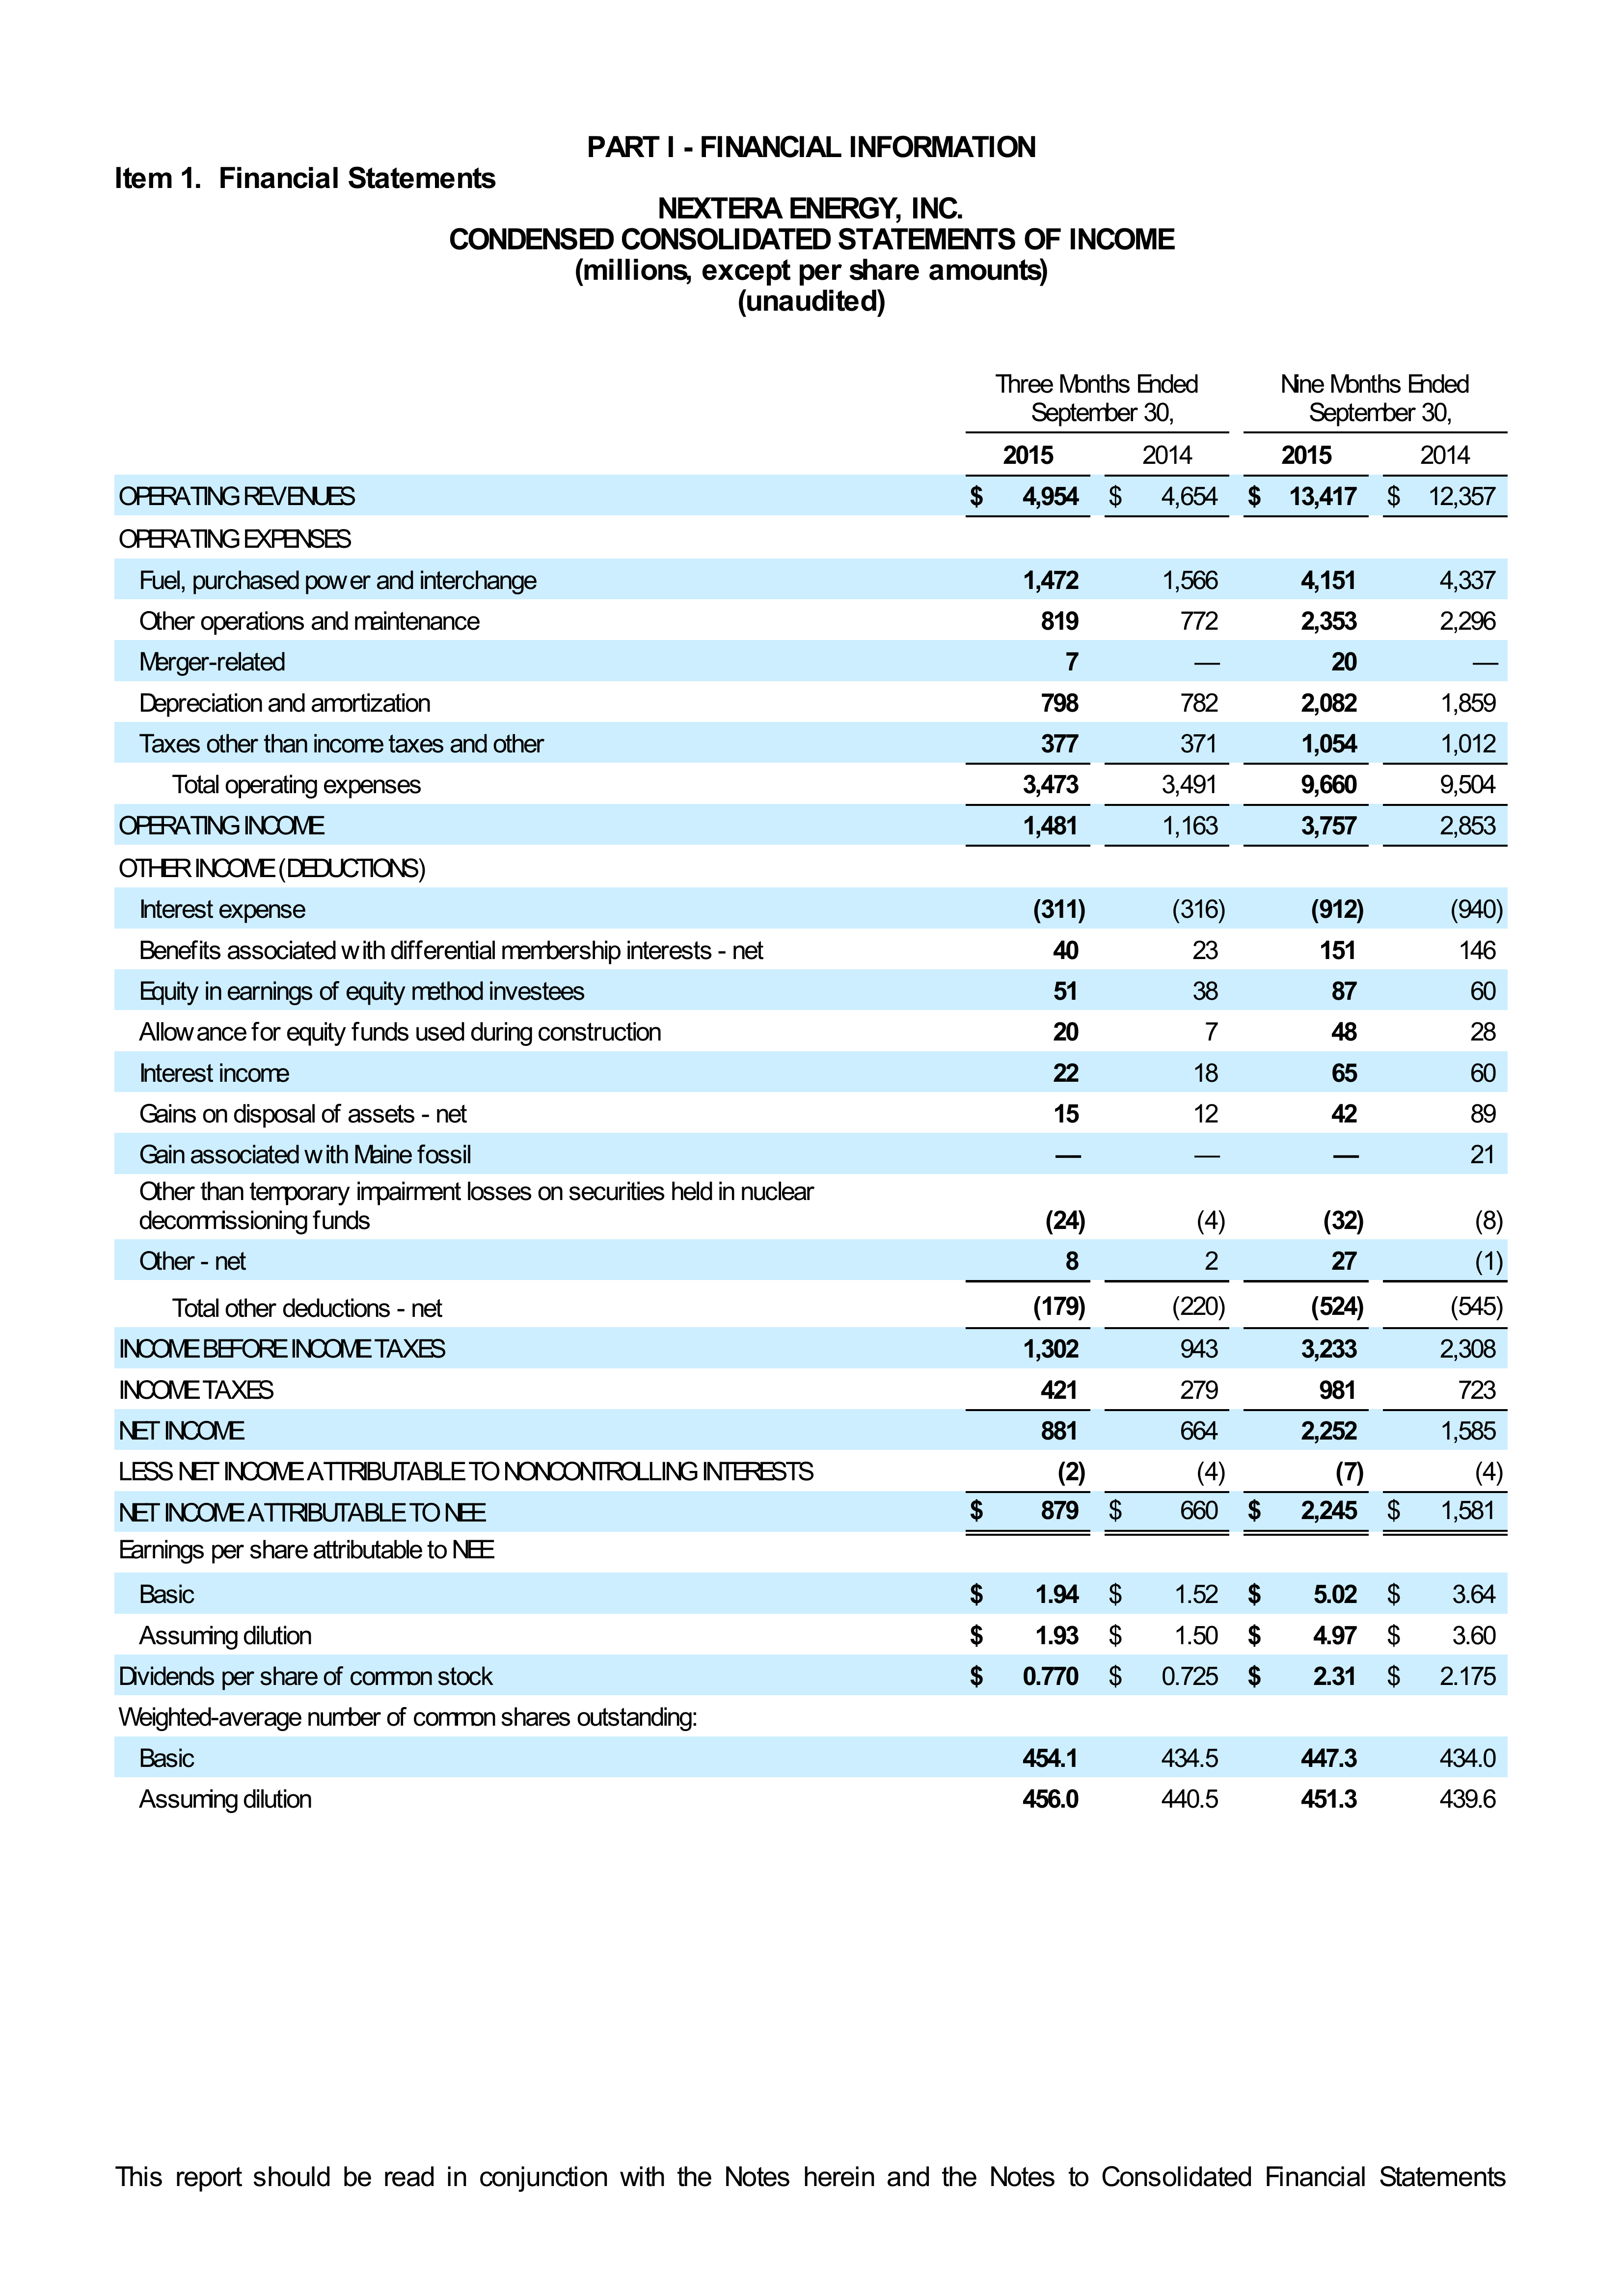 PART I - FINANCIAL INFORMATION
Item 1. Financial Statements
NEXTERA ENERGY, INC.
CONDENSED CONSOLIDATED STATEMENTS OF INCOME
(millions, except per share amounts)
(unaudited)
Three Months Ended Nine Months Ended
September 30, September 30,
2015 2014 2015 2014
OPERATING REVENUES $ 4,954 $ 4,654 $ 13,417 $ 12,357
OPERATING EXPENSES
Fuel, purchased power and interchange 1,472 1,566 4,151 4,337
Other operations and maintenance 819 772 2,353 2,296
Merger-related 7 — 20 —
Depreciation and amortization 798 782 2,082 1,859
Taxes other than income taxes and other 377 371 1,054 1,012
Total operating expenses 3,473 3,491 9,660 9,504
OPERATING INCOME 1,481 1,163 3,757 2,853
OTHER INCOME (DEDUCTIONS)
Interest expense (311) (316) (912) (940)
Benefits associated with differential membership interests - net 40 23 151 146
Equity in earnings of equity method investees 51 38 87 60
Allowance for equity funds used during construction 20 7 48 28
Interest income 22 18 65 60
Gains on disposal of assets - net 15 12 42 89
Gain associated with Maine fossil — — — 21
Other than temporary impairment losses on securities held in nuclear
decommissioning funds (24) (4) (32) (8)
Other - net 8 2 27 (1)
Total other deductions - net (179) (220) (524) (545)
INCOME BEFORE INCOME TAXES 1,302 943 3,233 2,308
INCOME TAXES 421 279 981 723
NET INCOME 881 664 2,252 1,585
LESS NET INCOME ATTRIBUTABLE TO NONCONTROLLING INTERESTS (2) (4) (7) (4)
NET INCOME ATTRIBUTABLE TO NEE $ 879 $ 660 $ 2,245 $ 1,581
Earnings per share attributable to NEE
Basic $ 1.94 $ 1.52 $ 5.02 $ 3.64
Assuming dilution $ 1.93 $ 1.50 $ 4.97 $ 3.60
Dividends per share of common stock $ 0.770 $ 0.725 $ 2.31 $ 2.175
Weighted-average number of common shares outstanding:
Basic 454.1 434.5 447.3 434.0
Assuming dilution 456.0 440.5 451.3 439.6
This report should be read in conjunction with the Notes herein and the Notes to Consolidated Financial Statements